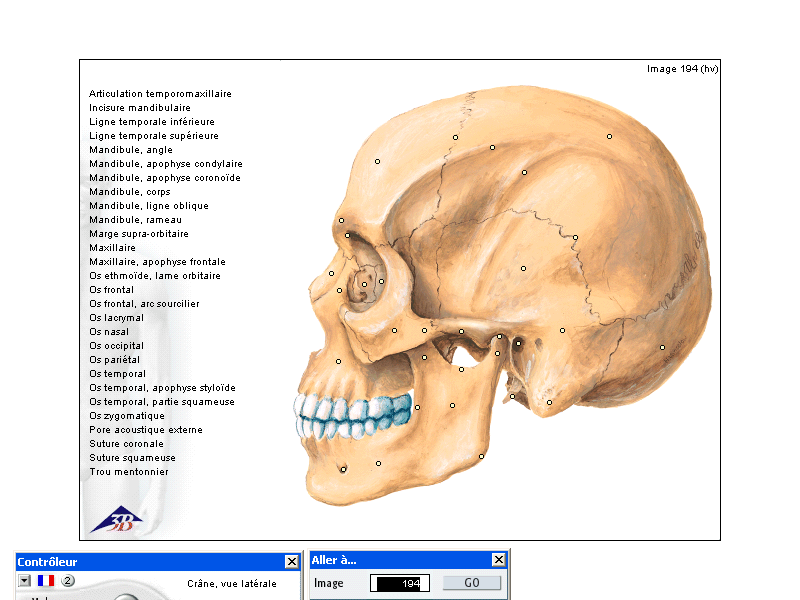 Image 194 (hv)
Articulation temporomaxillaire
Incisure mandibulaire
Ligne temporale inférieure
Ligne temporale supérieure
Mandibule, angle
Mandibule, apophyse condylaire
Mandibule, apophyse coronoïde
Mandibule, corps
Mandibule, ligne oblique
Mandibule, rameau
Marge supra-orbitaire
Maxillaire
Maxillaire, apophyse frontale
Os ethmoïde, lame orbitaire
Os frontal
Os frontal, arc sourcilier
Os lacrymal
Os nasal
Os occipital
Os pariétal
Os temporal
Os temporal, apophyse styloïde
Os temporal, partie squameuse
Os zygomatique
Pore acoustique externe
Suture coronale
Suture squameuse
Trou mentonnier
3B
Contrôleur
2
Crâne, vue latérale
Aller à...
Image 194 GO